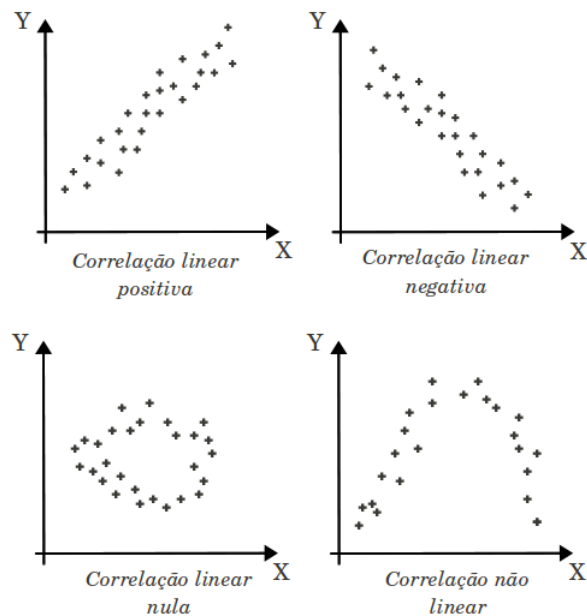 Y
X
Correlação linear
positiva
Y
X
Correlação linear
negativa
Y
X
Correlação linear
nula
Y
X
Correlação não
linear